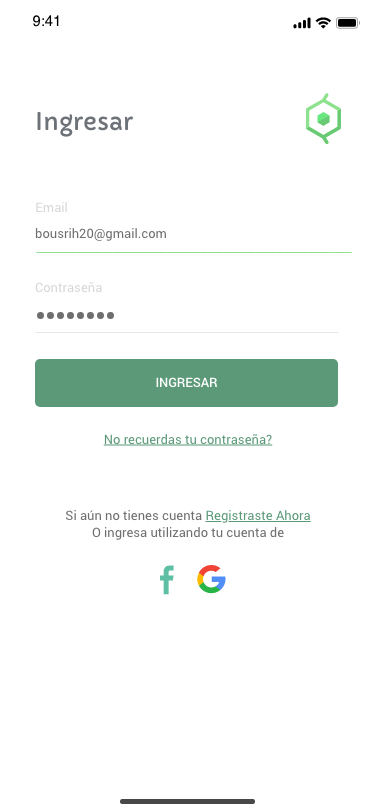 9:41
Ingresar
Email
bousrih20@gmail.com
Contraseña
INGRESAR
No recuerdas tu contraseña?
Si aún no tienes cuenta Registraste Ahora
O ingresa utilizando tu cuenta de